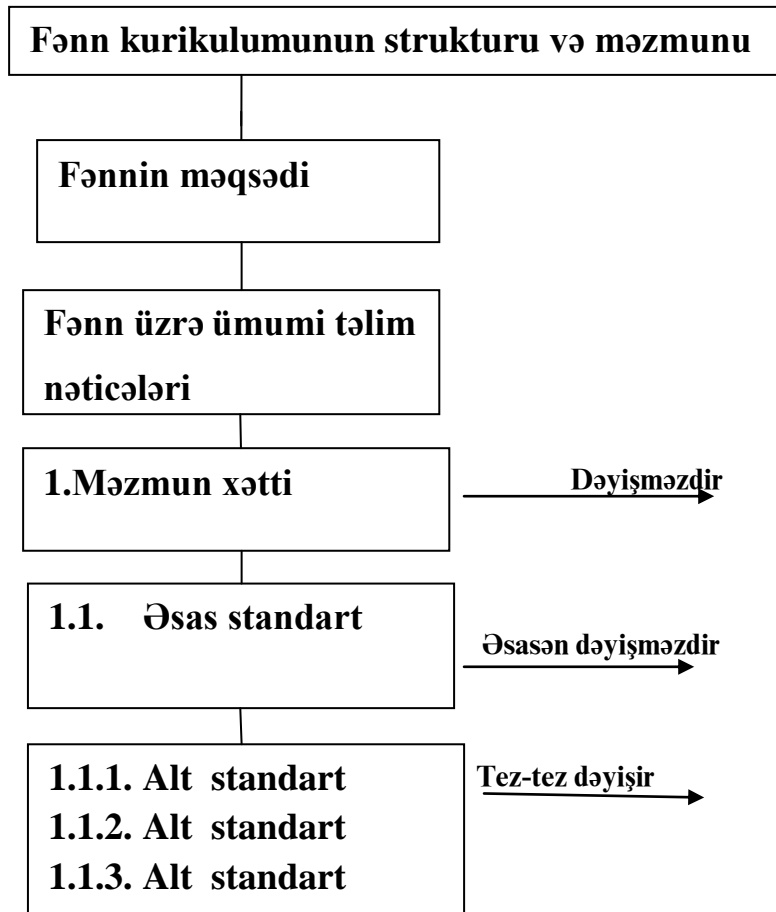 Fənn kurikulumunun strukturu və məzmunu
Fənnin məqsədi
Fənn üzrə ümumi təlim
nəticələri
1.Məzmun xətti
Dəyişməzdir
1.1. Əsas standart
Əsasən dəyişməzdir
1.1.1. Alt standart
1.1.2. Alt standart
1.1.3. Alt standart
Tez-tez dəyişir